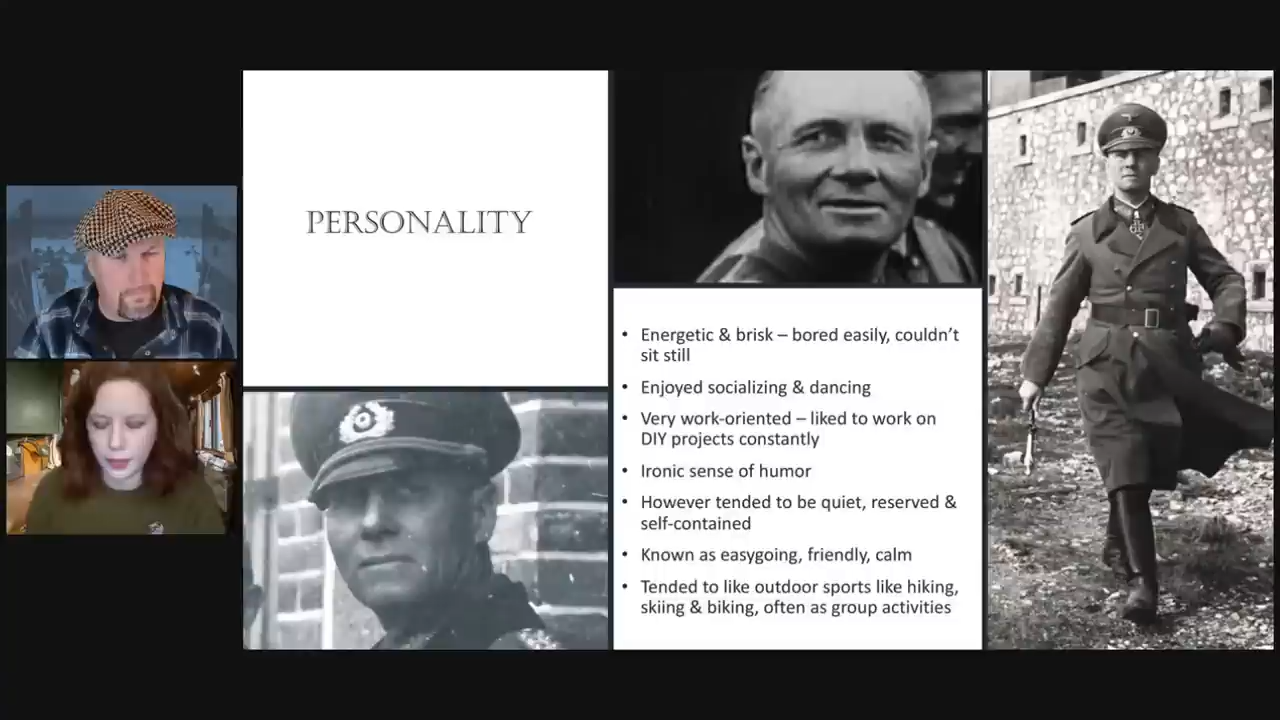 PERSONALITY
• Energetic & brisk – bored easily, couldn't
sit still
• Enjoyed socializing & dancing
• Very work-oriented – liked to work on
DIY projects constantly
• Ironic sense of humor
• However tended to be quiet, reserved &
self-contained
• Known as easygoing, friendly, calm
• Tended to like outdoor sports like hiking,
skiing & biking, often as group activities